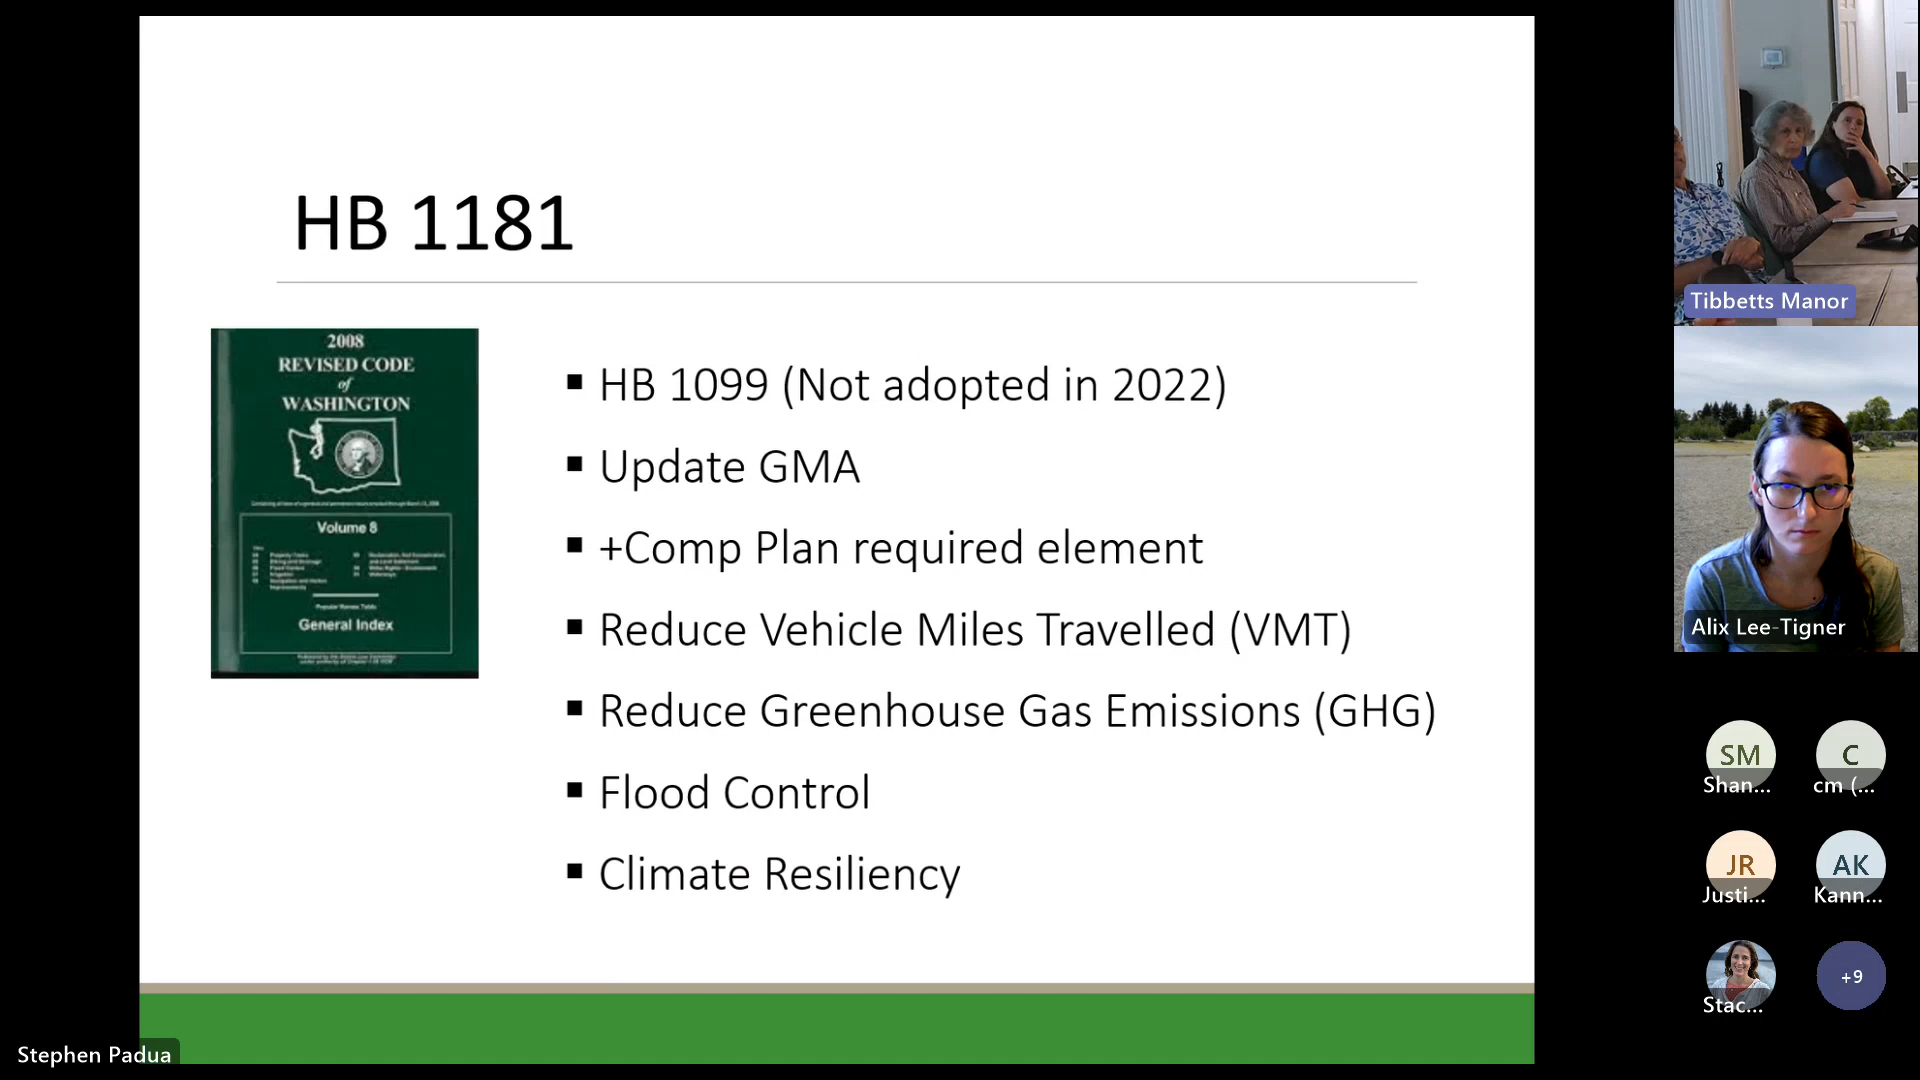 HB 1181
2008
REVISED CODE
of
WASHINGTON
Volume 8
General Index
▪ HB 1099 (Not adopted in 2022)
▪ Update GMA
▪ +Comp Plan required element
▪ Reduce Vehicle Miles Travelled (VMT)
▪ Reduce Greenhouse Gas Emissions (GHG)
▪ Flood Control
▪ Climate Resiliency
Stephen Padua
Tibbetts Manor
Alix Lee-Tigner
SM
Shan...
C
cm (...
JR
Justi...
AK
Kann...
Stac...
+9